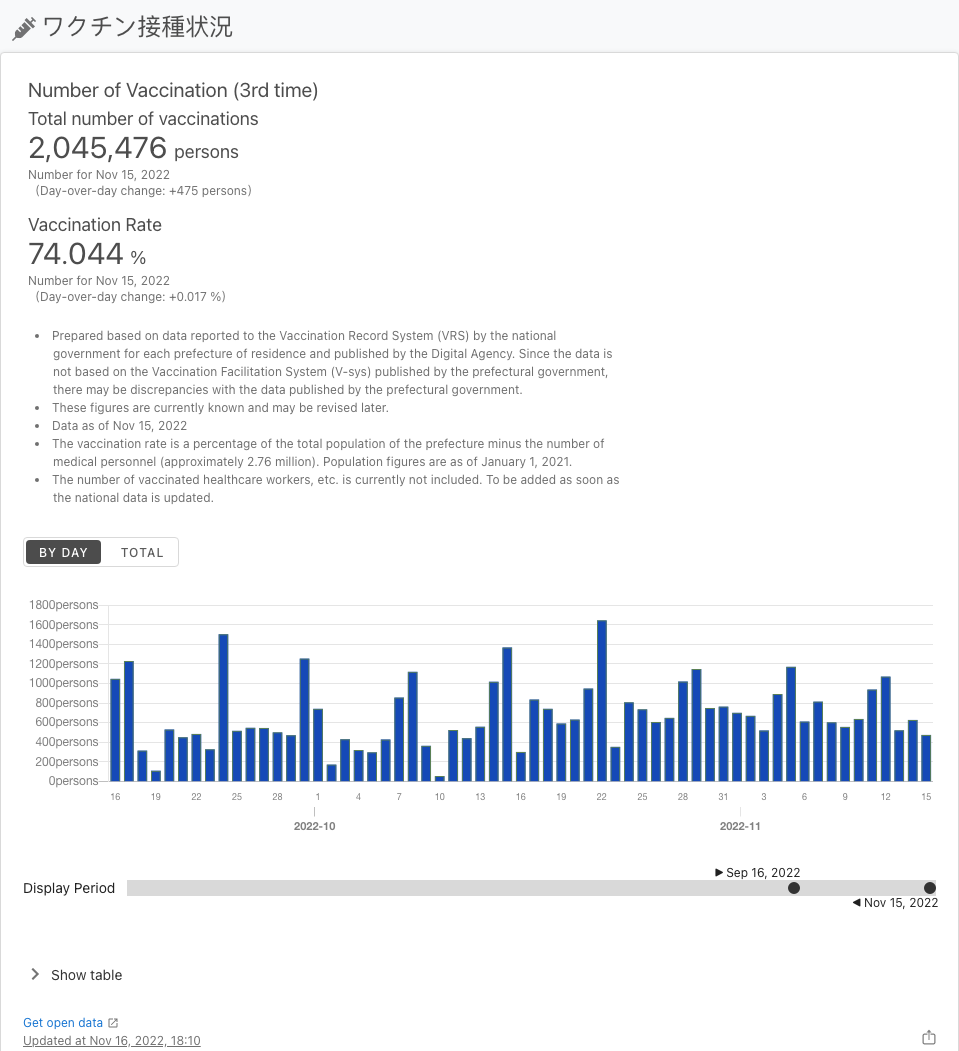 ワクチン接種状況
Number of Vaccination (3rd time)
Total number of vaccinations
2,045,476 persons
Number for Nov 15, 2022
(Day-over-day change: +475 persons)
Vaccination Rate
74.044 %
Number for Nov 15, 2022
(Day-over-day change: +0.017 %)
• Prepared based on data reported to the Vaccination Record System (VRS) by the national
government for each prefecture of residence and published by the Digital Agency. Since the data is
not based on the Vaccination Facilitation System (V-sys) published by the prefectural government,
there may be discrepancies with the data published by the prefectural government.
• These figures are currently known and may be revised later.
• Data as of Nov 15, 2022
• The vaccination rate is a percentage of the total population of the prefecture minus the number of
medical personnel (approximately 2.76 million). Population figures are as of January 1, 2021.
• The number of vaccinated healthcare workers, etc. is currently not included. To be added as soon as
the national data is updated.
BY DAY TOTAL
1800persons
1600persons
1400persons
1200persons
1000persons
800persons
600persons
400persons
200persons
0persons
16 19 22 25 28 1 4 7 10 13 16 19 22 25 28 31 3 6 9 12 15
2022-10 2022-11
Sep 16, 2022
Display Period
Nov 15, 2022
Show table
Get open data
Updated at Nov 16, 2022, 18:10